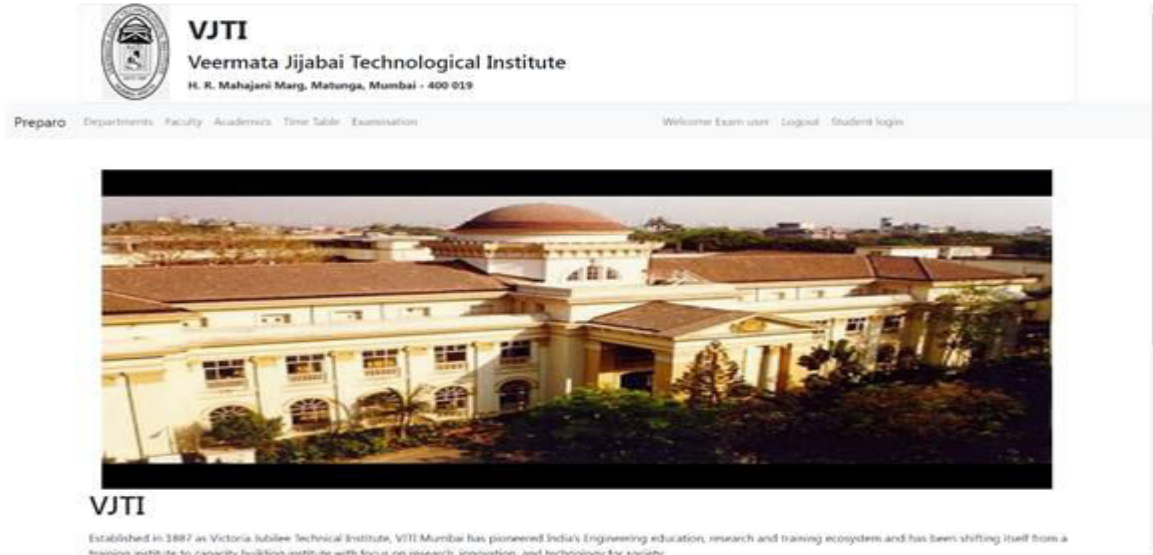 VJTI
Veermata Jijabai Technological Institute
H. R. Mahajani Marg, Matunga, Mumbai - 400 019
Preparo Departments Faculty Academics Time Table Examination Welcome Exam user Logout Student login
VJTI
Established in 1887 as Victoria Jubilee Technical Institute, VJTI Mumbai has pioneered India's Engineering education, research and training ecosystem and has been shifting itself from a
training institute to capacity building institute with focus on research, innovation, and technology for society